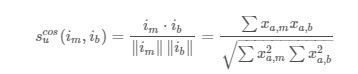 s_u^{cos}(i_m, i_b) = \frac{i_m \cdot i_b}{\|i_m\| \|i_b\|} = \frac{\sum x_{a,m} x_{a,b}}{\sqrt{\sum x_{a,m}^2 \sum x_{a,b}^2}}